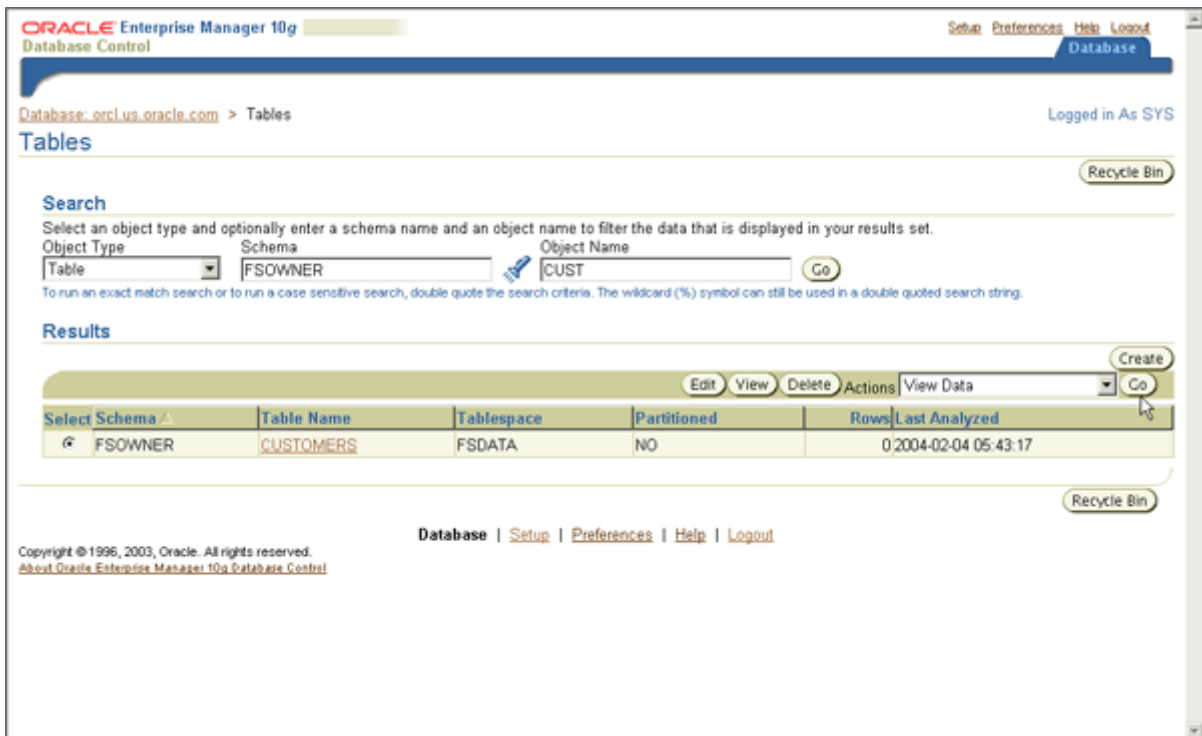 ORACLE Enterprise Manager 10g
Database Control
Setup Preferences Help Logout
Database
Database: orcl.us.oracle.com > Tables
Logged in As SYS
Tables
Recycle Bin
Search
Select an object type and optionally enter a schema name and an object name to filter the data that is displayed in your results set.
Object Type Schema Object Name
Table FSOWNER CUST Go
To run an exact match search or to run a case sensitive search, double quote the search criteria. The wildcard (%) symbol can still be used in a double quoted search string.
Results
Create
Edit View Delete Actions View Data Go
Select Schema Table Name Tablespace Partitioned Rows Last Analyzed
FSOWNER CUSTOMERS FSDATA NO 0 2004-02-04 05:43:17
Recycle Bin
Database | Setup | Preferences | Help | Logout
Copyright © 1996, 2003, Oracle. All rights reserved.
About Oracle Enterprise Manager 10g Database Control